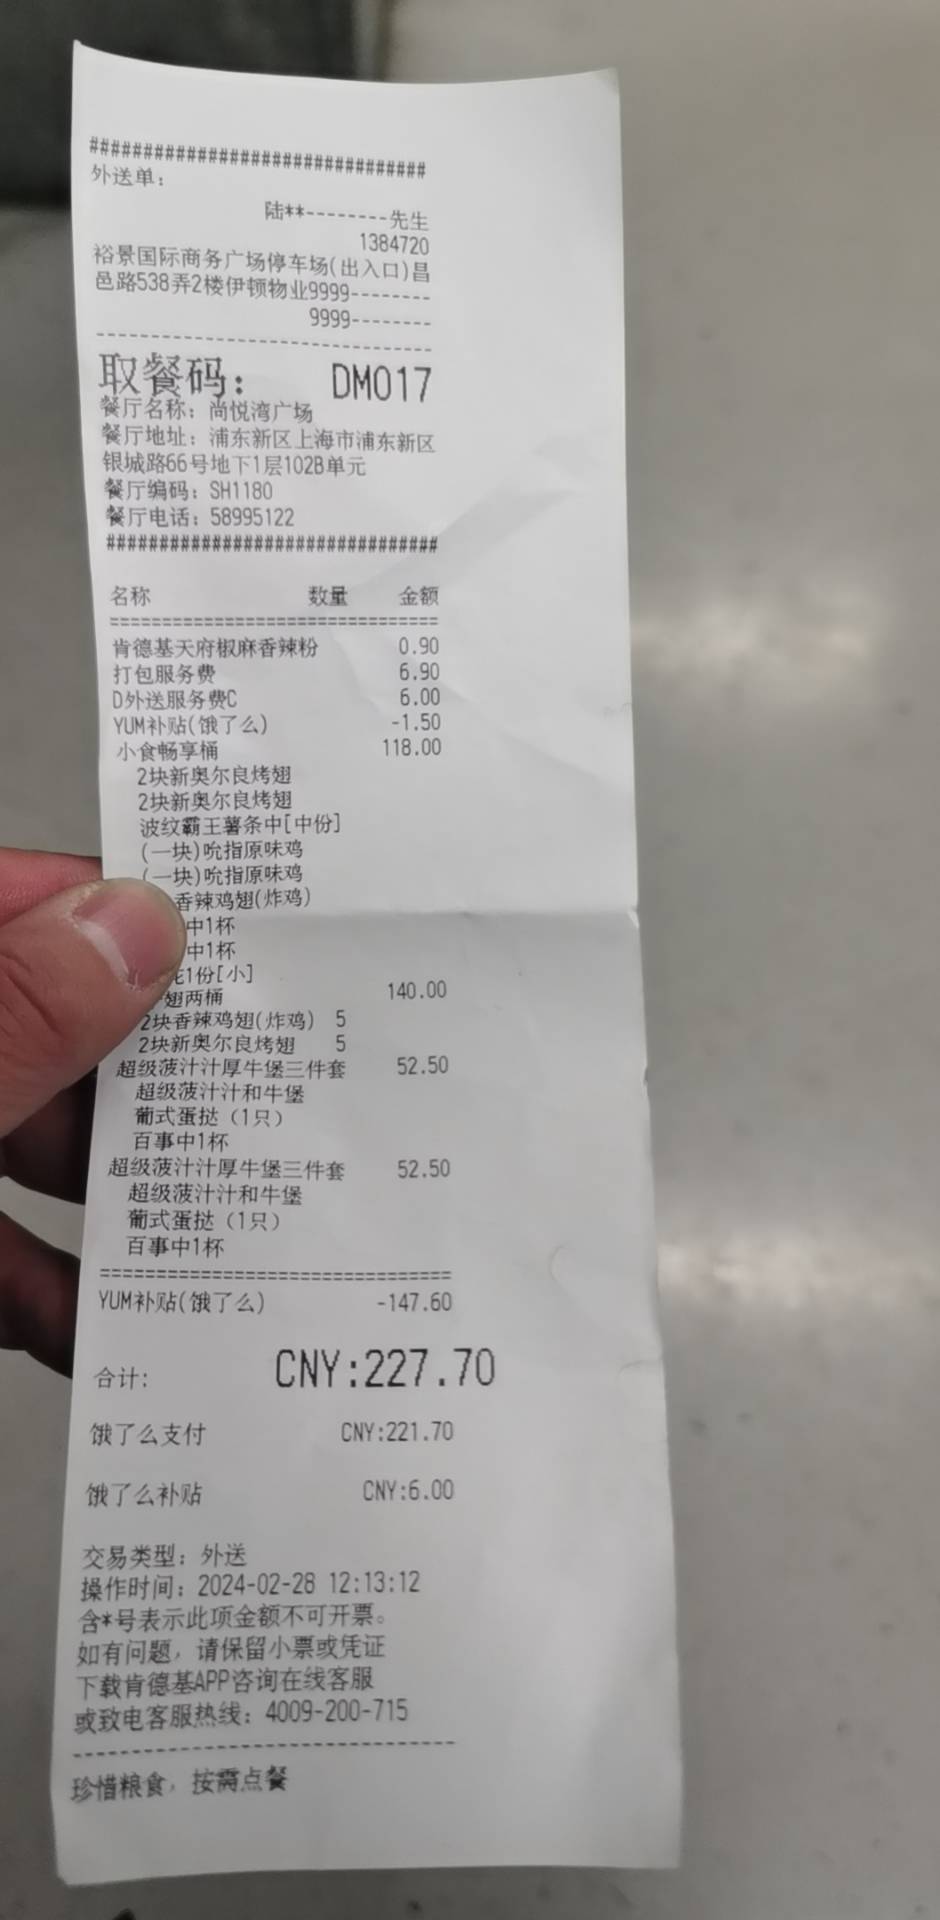 ################################
外送单：
陆**--------先生
1384720
裕景国际商务广场停车场(出入口)昌
邑路538弄2楼伊顿物业9999--------
9999--------
--------------------------------
取餐码： DM017
餐厅名称：尚悦湾广场
餐厅地址：浦东新区上海市浦东新区
银城路66号地下1层102B单元
餐厅编码：SH1180
餐厅电话：58995122
################################
名称 数量 金额
================================
肯德基天府椒麻香辣粉 0.90
打包服务费 6.90
D外送服务费C 6.00
YUM补贴(饿了么) -1.50
小食畅享桶 118.00
2块新奥尔良烤翅
2块新奥尔良烤翅
波纹霸王薯条中[中份]
(一块)吮指原味鸡
(一块)吮指原味鸡
香辣鸡翅(炸鸡)
中1杯
中1杯
1份[小]
翅两桶 140.00
2块香辣鸡翅(炸鸡) 5
2块新奥尔良烤翅 5
超级菠汁汁厚牛堡三件套 52.50
超级菠汁汁和牛堡
葡式蛋挞（1只）
百事中1杯
超级菠汁汁厚牛堡三件套 52.50
超级菠汁汁和牛堡
葡式蛋挞（1只）
百事中1杯
================================
YUM补贴(饿了么) -147.60
合计: CNY:227.70
饿了么支付 CNY:221.70
饿了么补贴 CNY:6.00
交易类型：外送
操作时间：2024-02-28 12:13:12
含*号表示此项金额不可开票。
如有问题，请保留小票或凭证
下载肯德基APP咨询在线客服
或致电客服热线：4009-200-715
--------------------------------
珍惜粮食，按需点餐